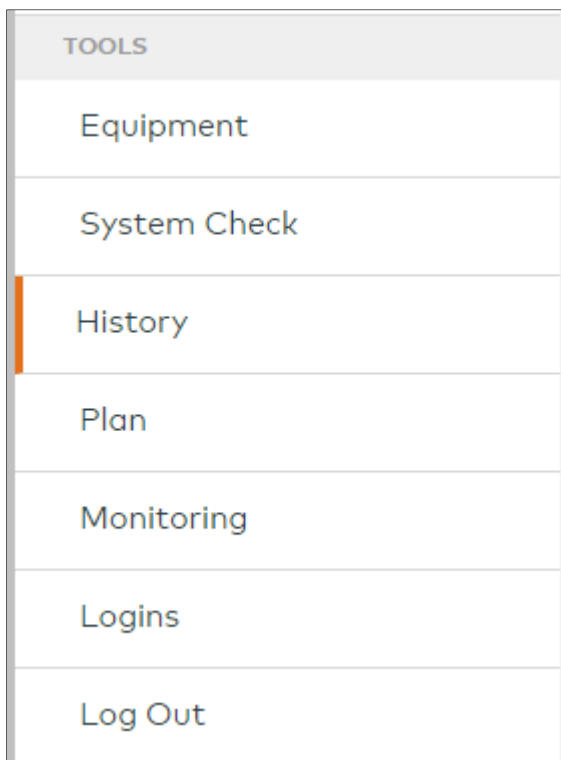 TOOLS
Equipment
System Check
History
Plan
Monitoring
Logins
Log Out